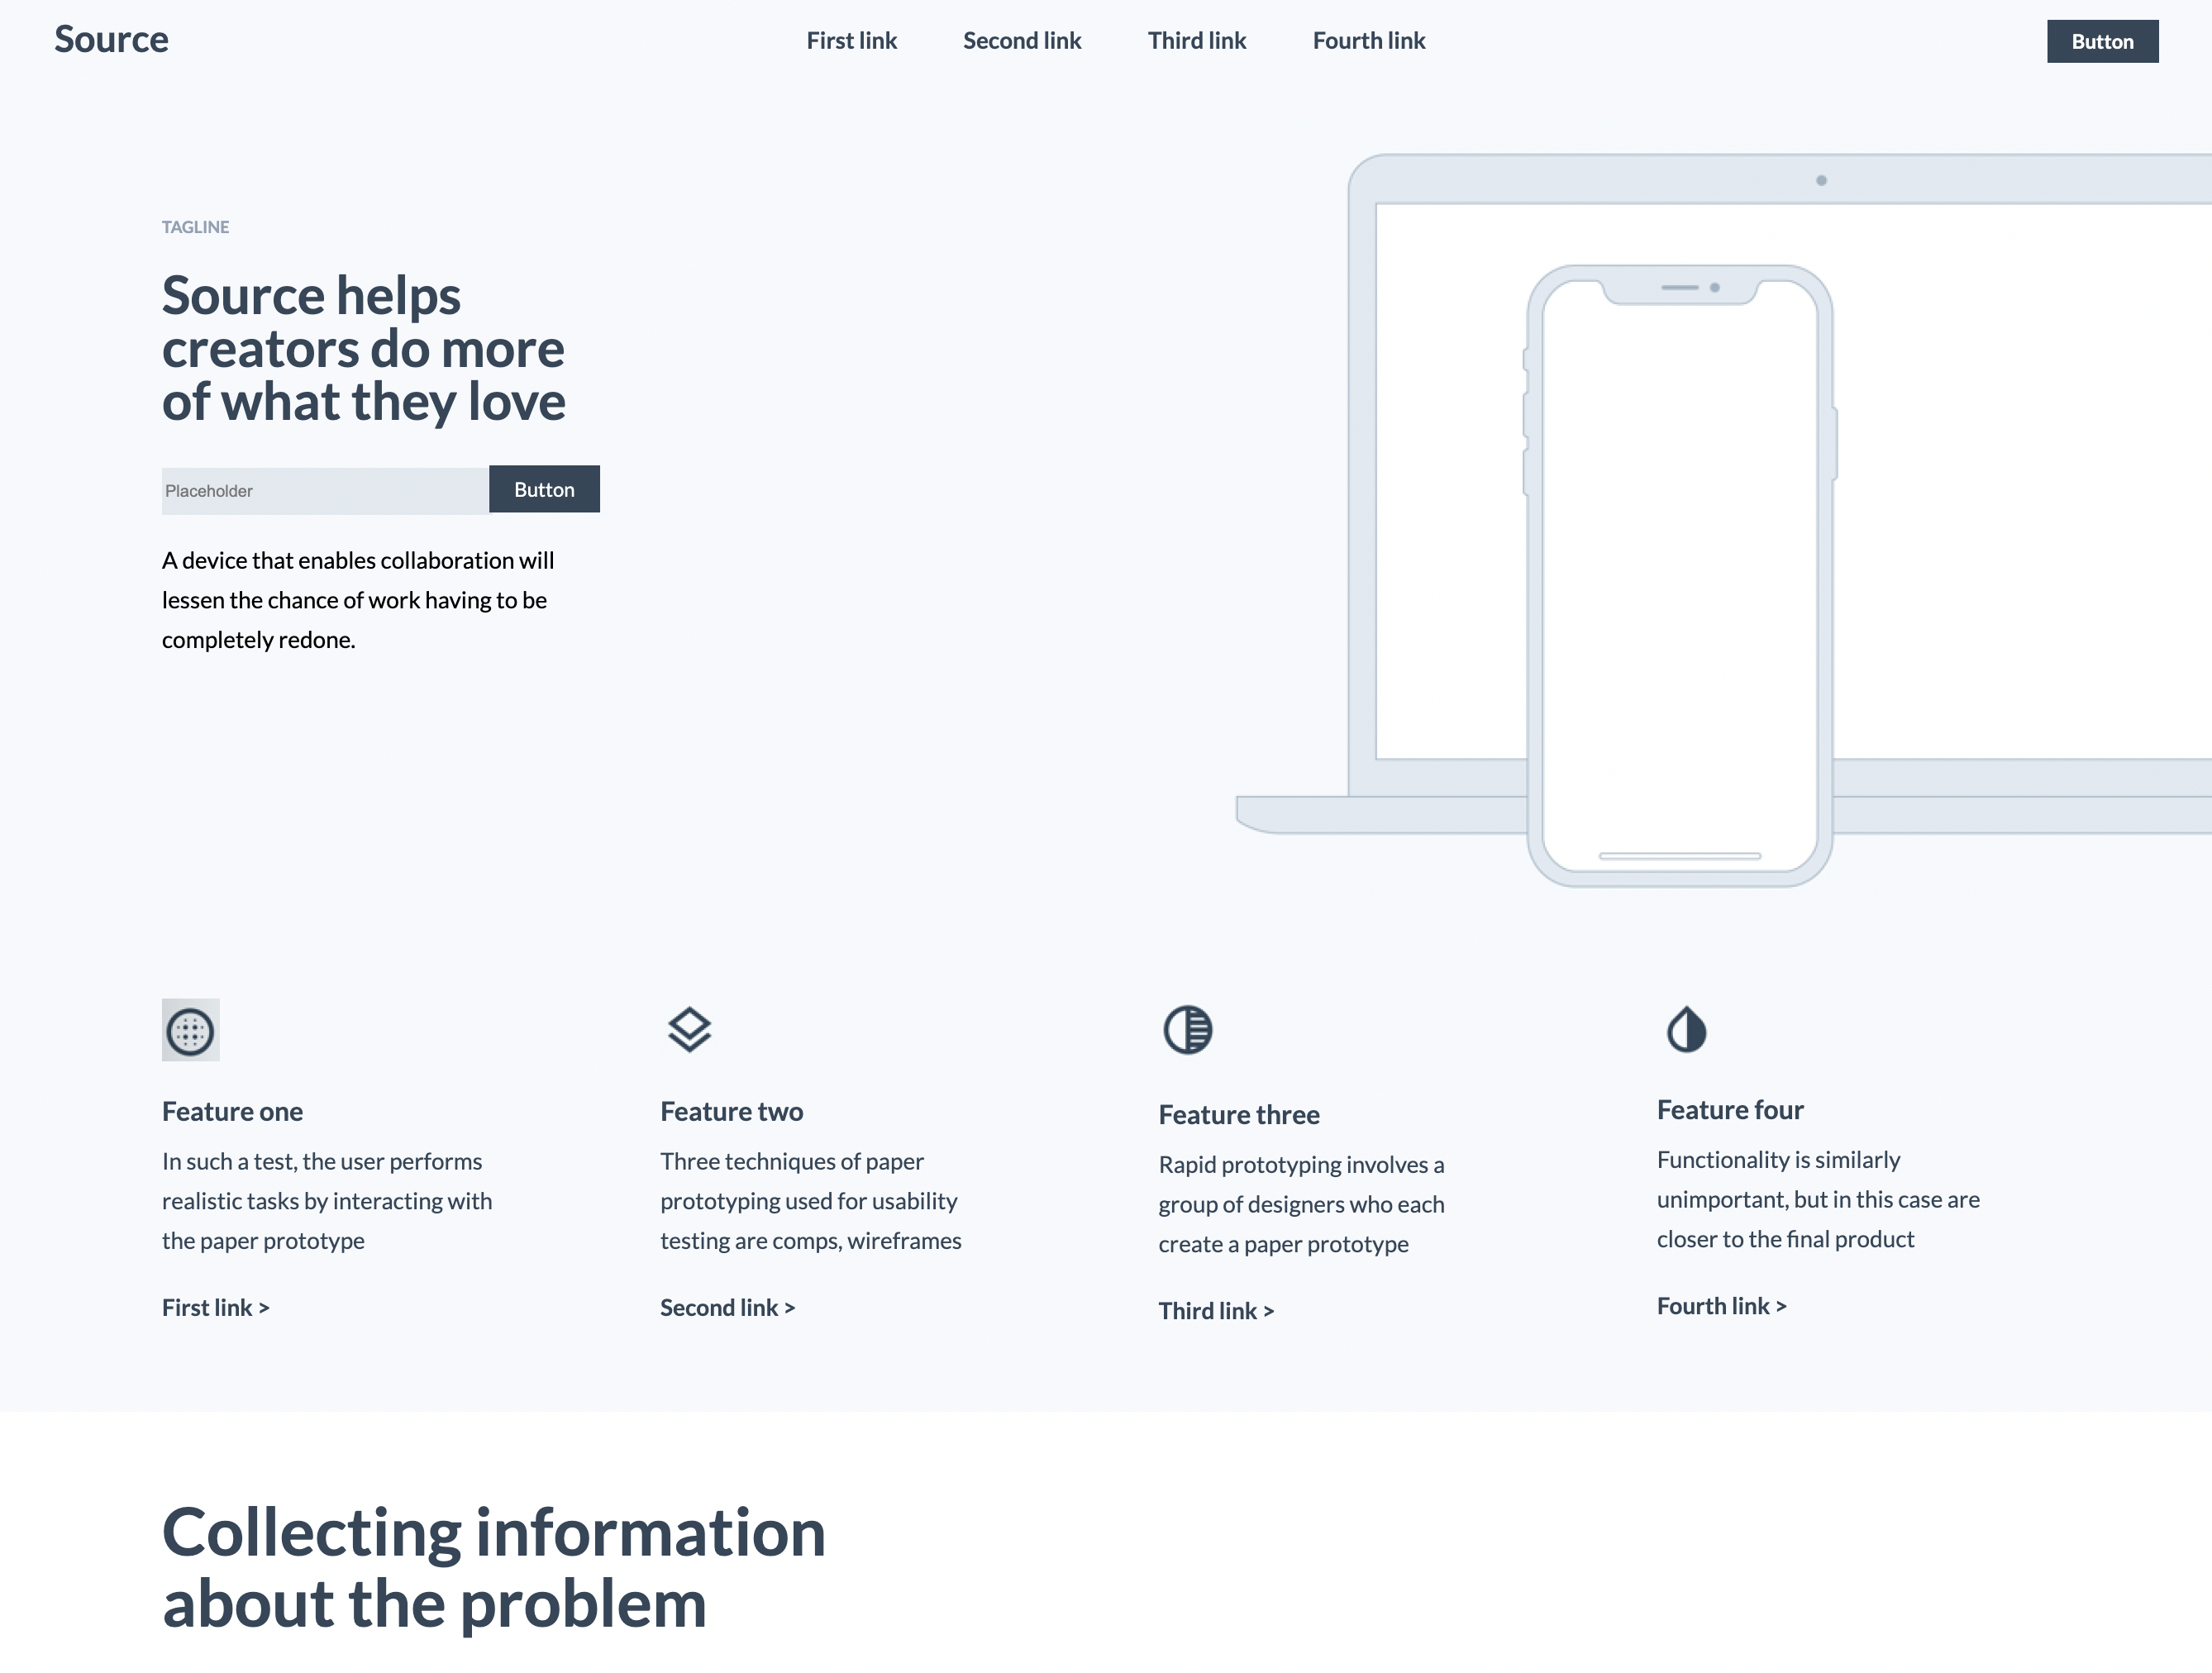 Source
First link
Second link
Third link
Fourth link
Button
TAGLINE
Source helps
creators do more
of what they love
Placeholder
Button
A device that enables collaboration will
lessen the chance of work having to be
completely redone.
Feature one
In such a test, the user performs
realistic tasks by interacting with
the paper prototype
First link >
Feature two
Three techniques of paper
prototyping used for usability
testing are comps, wireframes
Second link >
Feature three
Rapid prototyping involves a
group of designers who each
create a paper prototype
Third link >
Feature four
Functionality is similarly
unimportant, but in this case are
closer to the final product
Fourth link >
Collecting information
about the problem